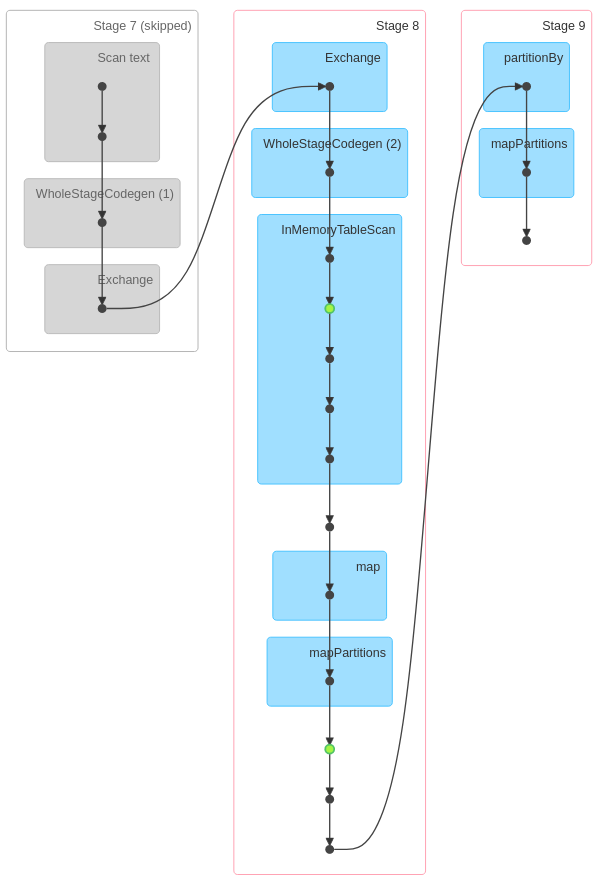 Stage 7 (skipped)
Scan text
WholeStageCodegen (1)
Exchange
Stage 8
Exchange
WholeStageCodegen (2)
InMemoryTableScan
map
mapPartitions
Stage 9
partitionBy
mapPartitions